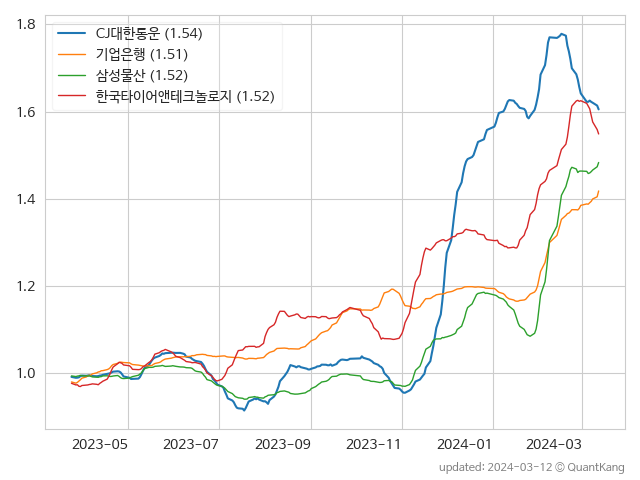 1.8
1.6
1.4
1.2
1.0
CJ대한통운 (1.54)
기업은행 (1.51)
삼성물산 (1.52)
한국타이어앤테크놀로지 (1.52)
2023-05 2023-07 2023-09 2023-11 2024-01 2024-03
updated: 2024-03-12 © QuantKang